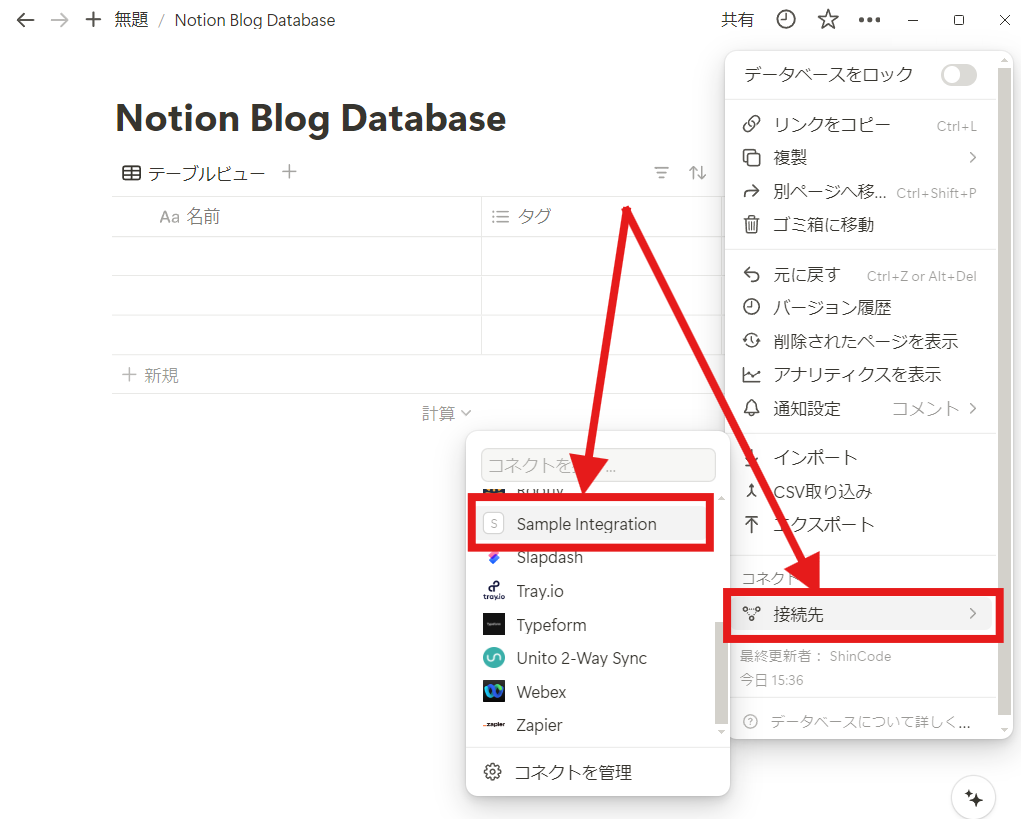 無題 / Notion Blog Database
共有
データベースをロック
Notion Blog Database
リンクをコピー Ctrl+L
複製
テーブルビュー
別ページへ移... Ctrl+Shift+P
Aa 名前
タグ
ゴミ箱に移動
元に戻す Ctrl+Z or Alt+Del
バージョン履歴
削除されたページを表示
アナリティクスを表示
通知設定 コメント
新規
計算
インポート
CSV取り込み
エクスポート
コネクト
接続先
最終更新者： ShinCode
今日 15:36
データベースについて詳しく...
コネクトを ...
S Sample Integration
Slapdash
tray.io Tray.io
Typeform Typeform
Unito 2-Way Sync
Webex
zapier Zapier
コネクトを管理